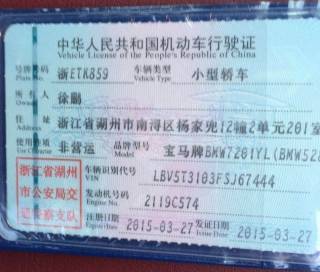 中华人民共和国机动车行驶证
Vehicle License of the People's Republic of China
号牌号码 浙ETK859 车辆类型 小型轿车
Plate No. Vehicle Type
所有人 徐鹏
Owner
住址 浙江省湖州市南浔区杨家兜12幢2单元201室
Address
使用性质 非营运 宝马牌BMW7201YL(BMW52
Use Character
浙江省湖州市公安局交通警察支队
车辆识别代号 LBV5T3103FSJ67444
VIN
发动机号码 2119C574
Engine No.
注册日期 2015-03-27 发证日期 2015-03-27
Register Date Issue Date